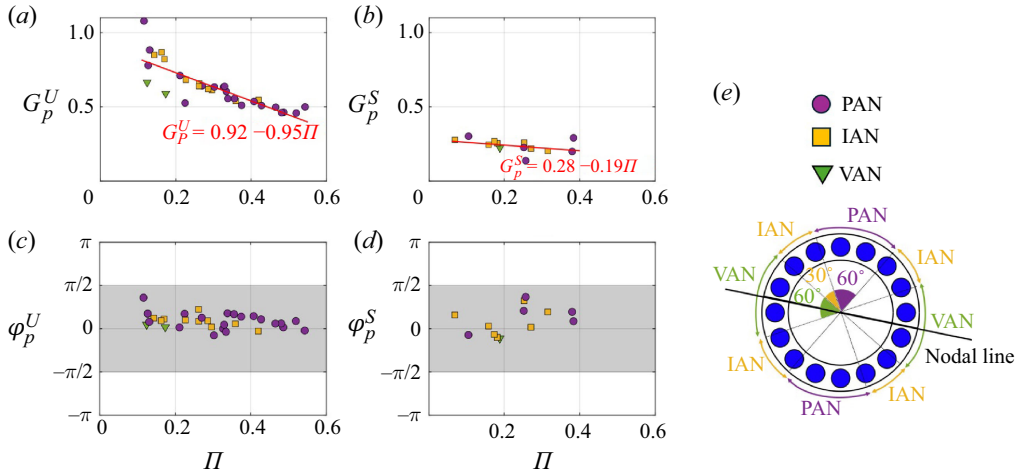 (a)
1.0
0.5
0
G_p^U
G_P^U = 0.92 −0.95Π
0.2
0.4
0.6
(b)
1.0
0.5
0
G_p^S
G_p^S = 0.28 −0.19Π
0.2
0.4
0.6
(c)
π
π/2
0
−π/2
−π
φ_p^U
0
0.2
0.4
0.6
Π
(d)
π
π/2
0
−π/2
−π
φ_p^S
0
0.2
0.4
0.6
Π
(e)
PAN
IAN
VAN
PAN
IAN
IAN
VAN
30°
60°
60°
VAN
Nodal line
IAN
IAN
PAN